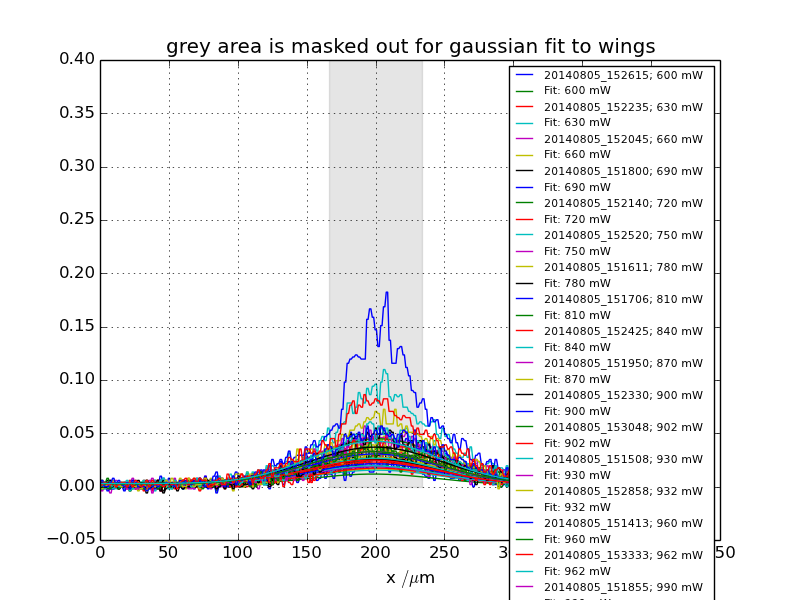 grey area is masked out for gaussian fit to wings
0.40
0.35
0.30
0.25
0.20
0.15
0.10
0.05
0.00
−0.05
0 50 100 150 200 250 3 50
x /μm
20140805_152615; 600 mW
Fit: 600 mW
20140805_152235; 630 mW
Fit: 630 mW
20140805_152045; 660 mW
Fit: 660 mW
20140805_151800; 690 mW
Fit: 690 mW
20140805_152140; 720 mW
Fit: 720 mW
20140805_152520; 750 mW
Fit: 750 mW
20140805_151611; 780 mW
Fit: 780 mW
20140805_151706; 810 mW
Fit: 810 mW
20140805_152425; 840 mW
Fit: 840 mW
20140805_151950; 870 mW
Fit: 870 mW
20140805_152330; 900 mW
Fit: 900 mW
20140805_153048; 902 mW
Fit: 902 mW
20140805_151508; 930 mW
Fit: 930 mW
20140805_152858; 932 mW
Fit: 932 mW
20140805_151413; 960 mW
Fit: 960 mW
20140805_153333; 962 mW
Fit: 962 mW
20140805_151855; 990 mW